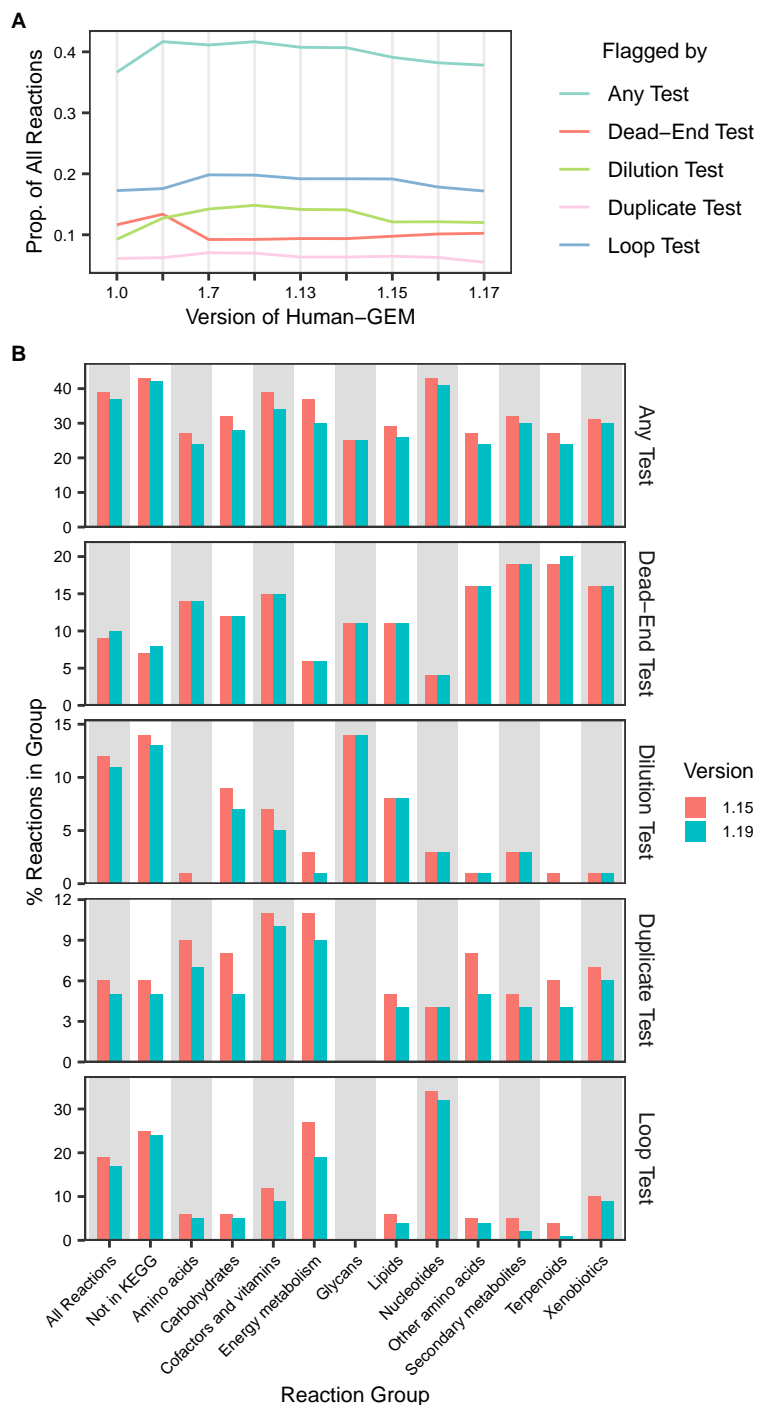 A
Prop. of All Reactions
0.4
0.3
0.2
0.1
1.0
1.7
1.13
1.15
1.17
Version of Human−GEM
Flagged by
Any Test
Dead−End Test
Dilution Test
Duplicate Test
Loop Test
B
% Reactions in Group
40
30
20
10
0
Any Test
20
15
10
5
0
Dead−End Test
15
10
5
0
Dilution Test
12
9
6
3
0
Duplicate Test
30
20
10
0
Loop Test
All Reactions
Not in KEGG
Amino acids
Carbohydrates
Cofactors and vitamins
Energy metabolism
Glycans
Lipids
Nucleotides
Other amino acids
Secondary metabolites
Terpenoids
Xenobiotics
Reaction Group
Version
1.15
1.19